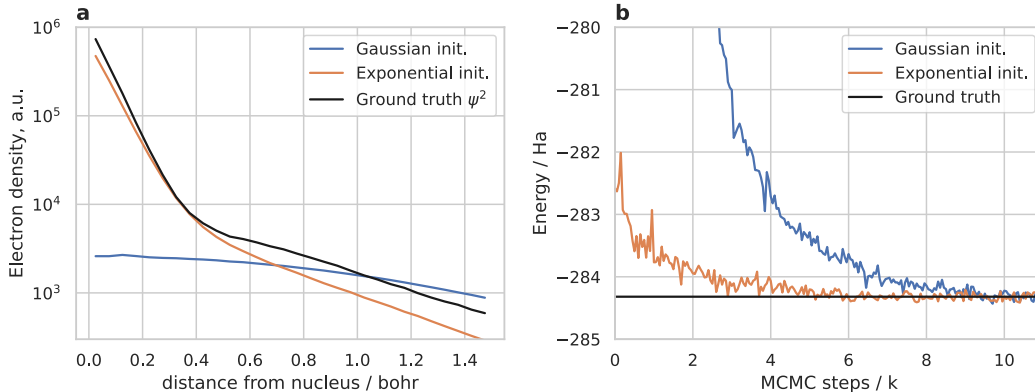 a
10⁶
10⁵
10⁴
10³
Electron density, a.u.
Gaussian init.
Exponential init.
Ground truth ψ²
0.0 0.2 0.4 0.6 0.8 1.0 1.2 1.4
distance from nucleus / bohr
b
−280
−281
−282
−283
−284
−285
Energy / Ha
Gaussian init.
Exponential init.
Ground truth
0 2 4 6 8 10
MCMC steps / k